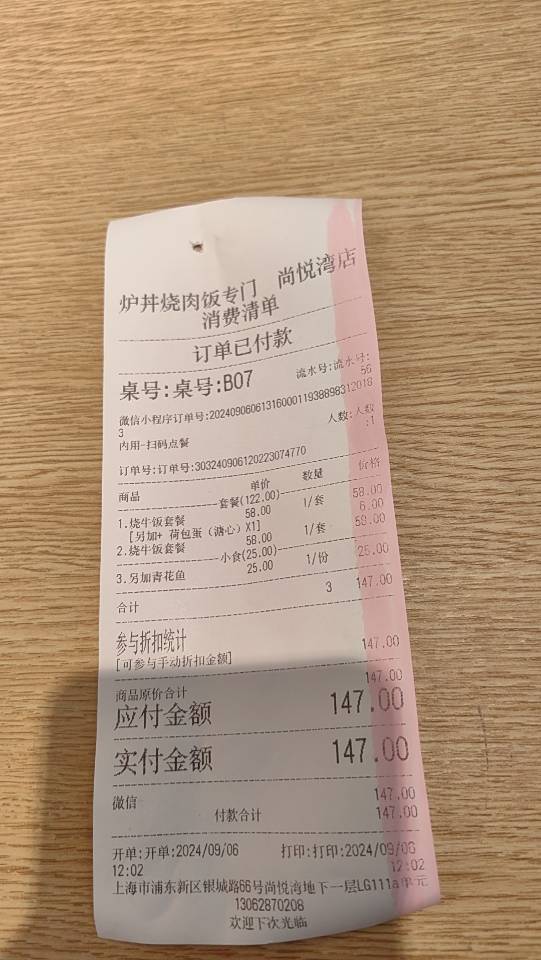 炉丼烧肉饭专门 尚悦湾店
消费清单
订单已付款
桌号:桌号:B07 流水号:流水号:
56
微信小程序订单号:2024090606131600011938898312018
3 人数:人数
:1
内用-扫码点餐
订单号:订单号:303240906120223074770
商品 单价 数量 价格
套餐(122.00)
1.烧牛饭套餐 58.00 1/套 58.00
[另加+ 荷包蛋（溏心）X1] 6.00
2.烧牛饭套餐 58.00 1/套 58.00
小食(25.00)
3.另加青花鱼 25.00 1/份 25.00
合计 3 147.00
参与折扣统计 147.00
[可参与手动折扣金额]
商品原价合计 147.00
应付金额 147.00
实付金额 147.00
微信 147.00
付款合计 147.00
开单:开单:2024/09/06 打印:打印:2024/09/06
12:02 12:02
上海市浦东新区银城路66号尚悦湾地下一层LG111a单元
13062870208
欢迎下次光临